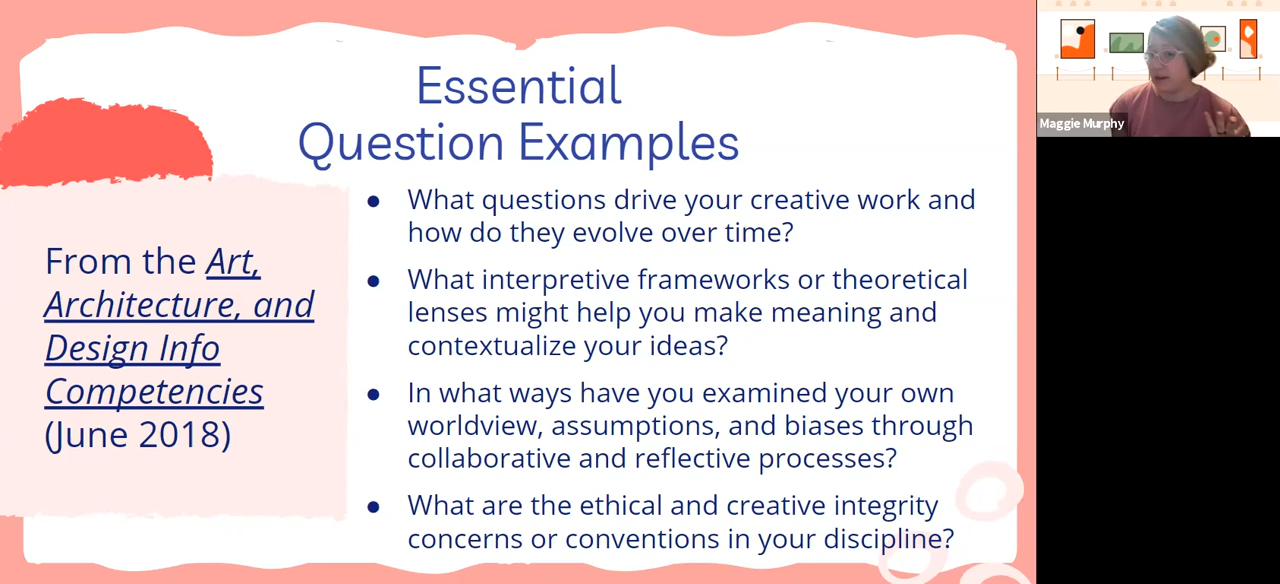 Essential
Question Examples
From the Art,
Architecture, and
Design Info
Competencies
(June 2018)
● What questions drive your creative work and
how do they evolve over time?
● What interpretive frameworks or theoretical
lenses might help you make meaning and
contextualize your ideas?
● In what ways have you examined your own
worldview, assumptions, and biases through
collaborative and reflective processes?
● What are the ethical and creative integrity
concerns or conventions in your discipline?
Maggie Murphy